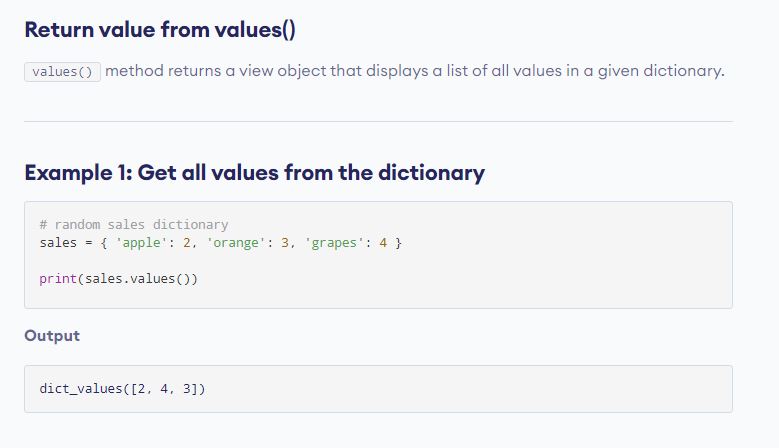 Return value from values()
values() method returns a view object that displays a list of all values in a given dictionary.
Example 1: Get all values from the dictionary
# random sales dictionary
sales = { 'apple': 2, 'orange': 3, 'grapes': 4 }
print(sales.values())
Output
dict_values([2, 4, 3])